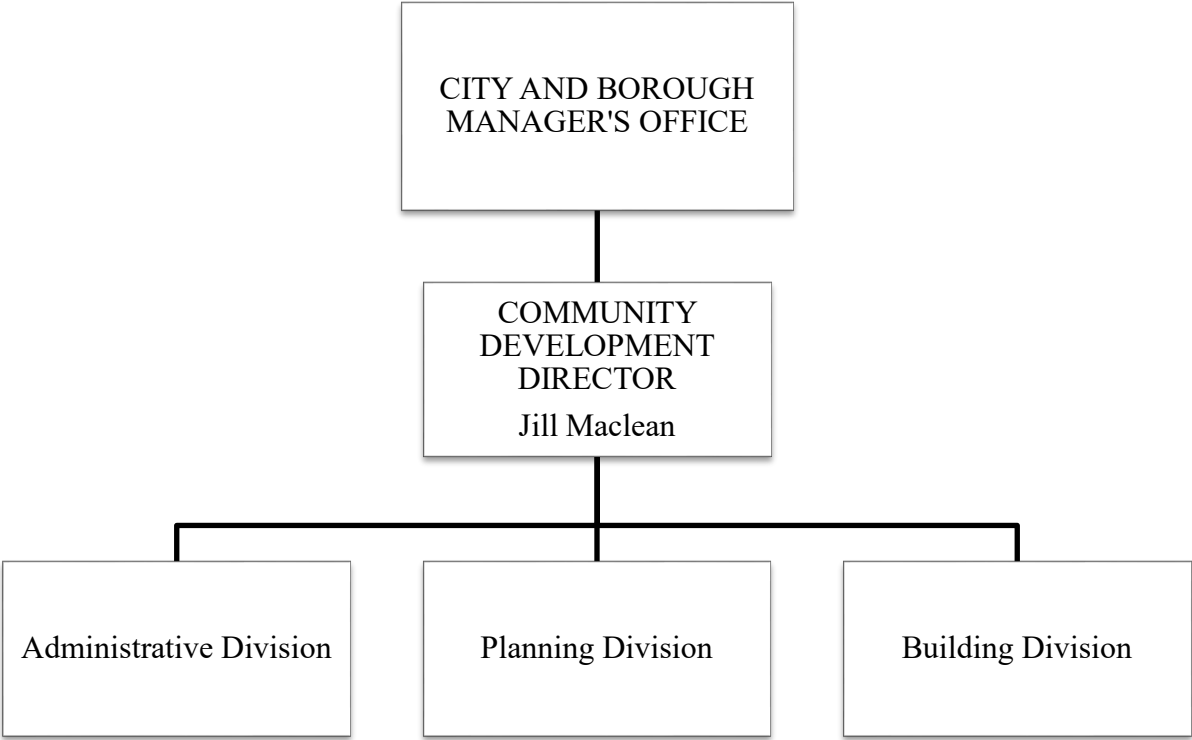 CITY AND BOROUGH
MANAGER'S OFFICE
COMMUNITY
DEVELOPMENT
DIRECTOR
Jill Maclean
Administrative Division
Planning Division
Building Division